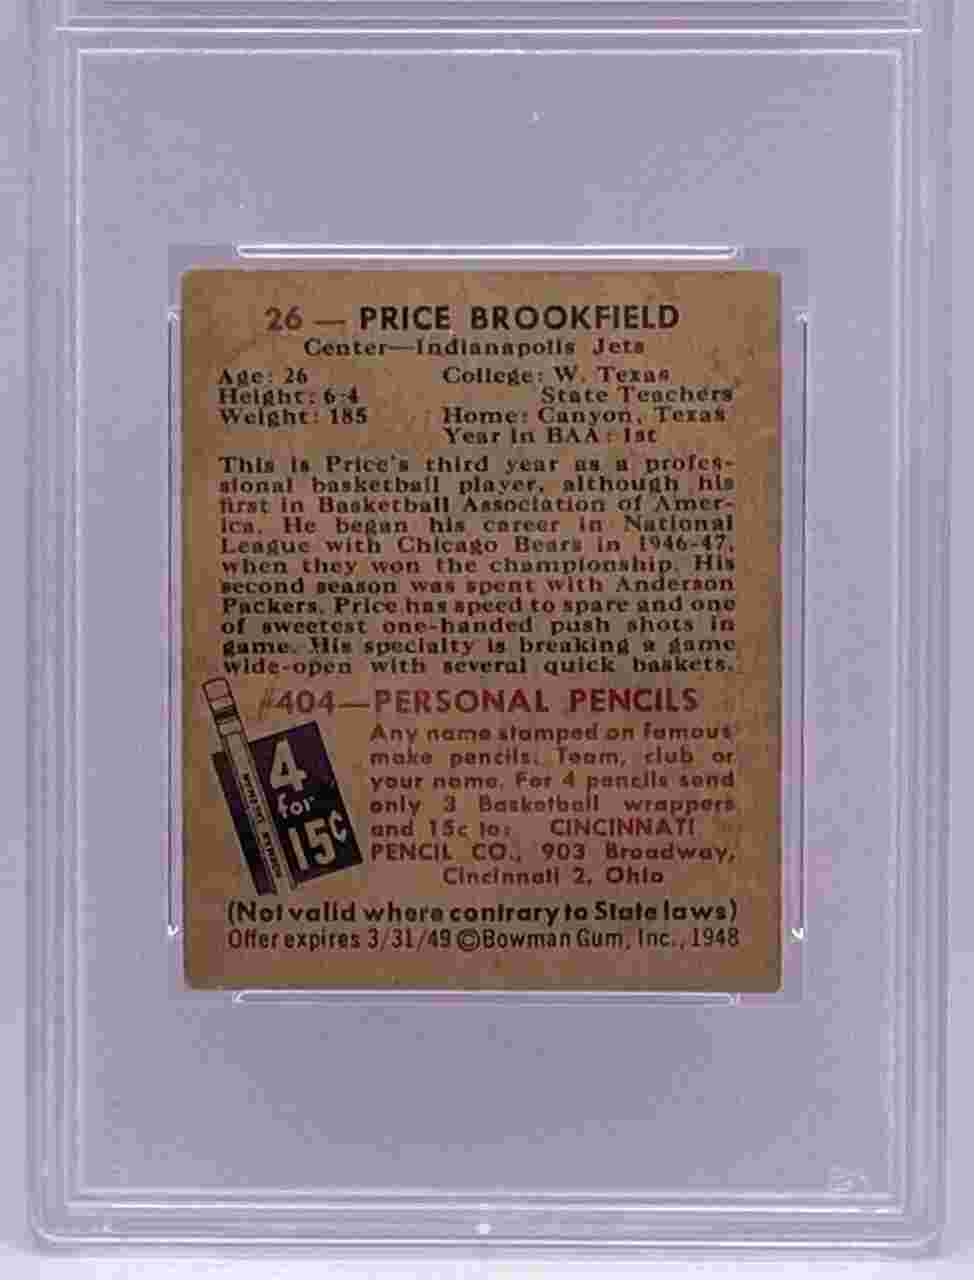 26 — PRICE BROOKFIELD
Center—Indianapolis Jets
Age: 26
Height: 6-4
Weight: 185
College: W. Texas
State Teachers
Home: Canyon, Texas
Year in BAA: 1st
This is Price's third year as a profes-
sional basketball player, although his
first in Basketball Association of Amer-
ica. He began his career in National
League with Chicago Bears in 1946-47,
when they won the championship. His
second season was spent with Anderson
Packers. Price has speed to spare and one
of sweetest one-handed push shots in
game. His specialty is breaking a game
wide-open with several quick baskets.
#404—PERSONAL PENCILS
4
for
15¢
Any name stamped on famous
make pencils. Team, club or
your name. For 4 pencils send
only 3 Basketball wrappers
and 15c to: CINCINNATI
PENCIL CO., 903 Broadway,
Cincinnati 2, Ohio
(Not valid where contrary to State laws)
Offer expires 3/31/49 ©Bowman Gum, Inc., 1948